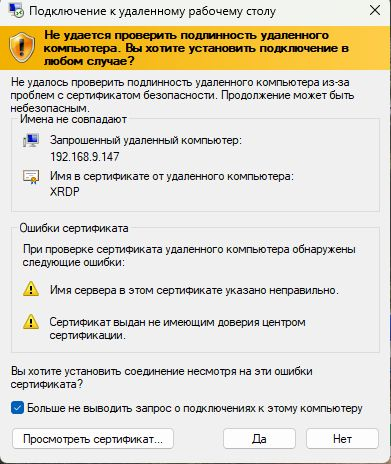 Подключение к удаленному рабочему столу
Не удается проверить подлинность удаленного
компьютера. Вы хотите установить подключение в
любом случае?
Не удалось проверить подлинность удаленного компьютера из-за
проблем с сертификатом безопасности. Продолжение может быть
небезопасным.
Имена не совпадают
Запрошенный удаленный компьютер:
192.168.9.147
Имя в сертификате от удаленного компьютера:
XRDP
Ошибки сертификата
При проверке сертификата удаленного компьютера обнаружены
следующие ошибки:
Имя сервера в этом сертификате указано неправильно.
Сертификат выдан не имеющим доверия центром
сертификации.
Вы хотите установить соединение несмотря на эти ошибки
сертификата?
Больше не выводить запрос о подключениях к этому компьютеру
Просмотреть сертификат...
Да
Нет